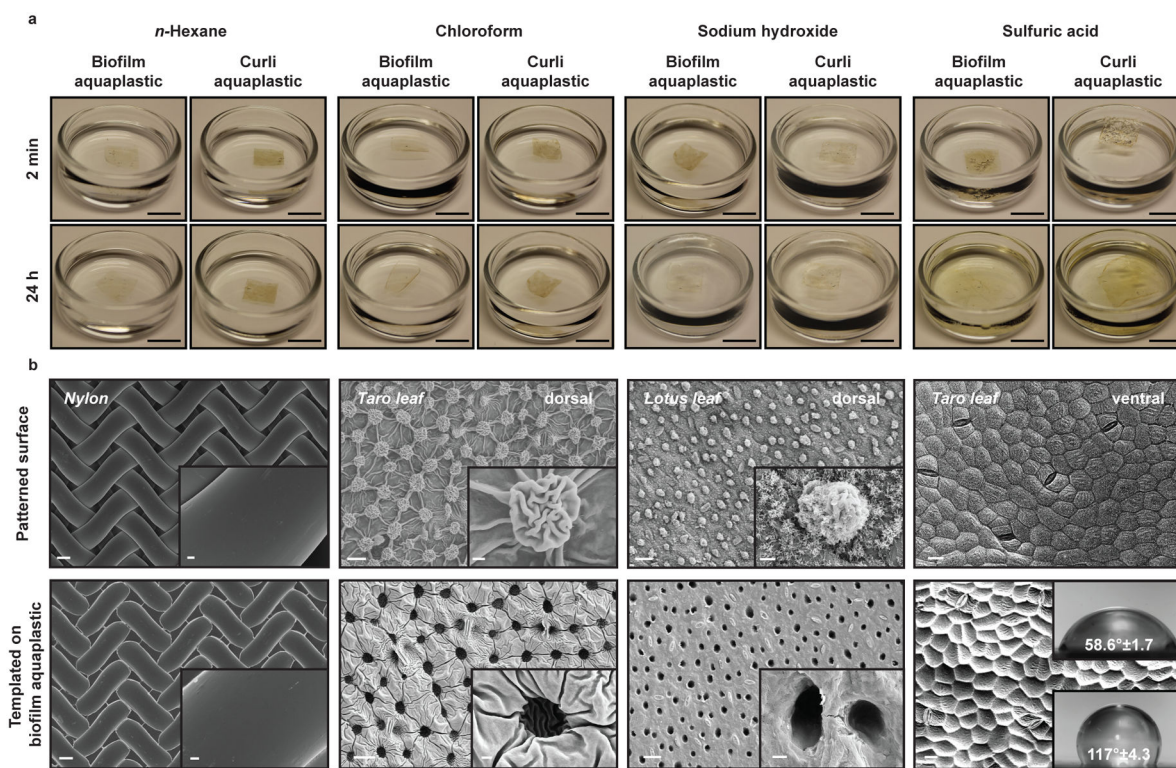 a
n-Hexane
Chloroform
Sodium hydroxide
Sulfuric acid
Biofilm
aquaplastic
Curli
aquaplastic
Biofilm
aquaplastic
Curli
aquaplastic
Biofilm
aquaplastic
Curli
aquaplastic
Biofilm
aquaplastic
Curli
aquaplastic
2 min
24 h
b
Patterned surface
Nylon
Taro leaf
dorsal
Lotus leaf
dorsal
Taro leaf
ventral
Templated on
biofilm aquaplastic
58.6°±1.7
117°±4.3